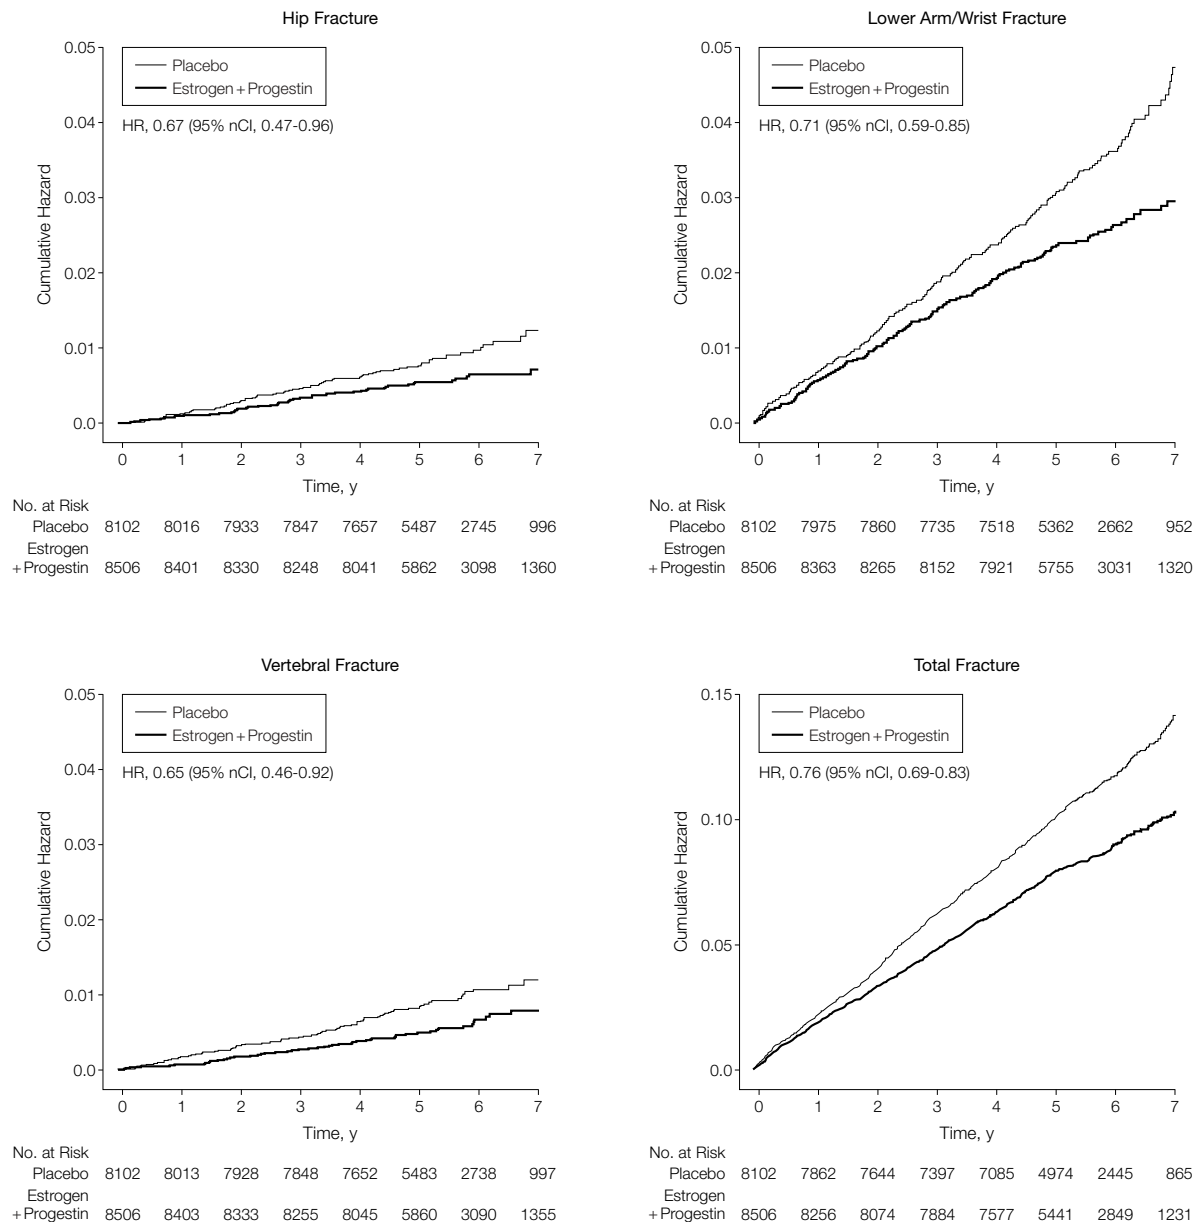 Hip Fracture
0.05
0.04
0.03
0.02
0.01
0.0
Cumulative Hazard
Placebo
Estrogen + Progestin
HR, 0.67 (95% nCI, 0.47-0.96)
0 1 2 3 4 5 6 7
Time, y
No. at Risk
Placebo 8102 8016 7933 7847 7657 5487 2745 996
Estrogen
+ Progestin 8506 8401 8330 8248 8041 5862 3098 1360
Lower Arm/Wrist Fracture
0.05
0.04
0.03
0.02
0.01
0.0
Cumulative Hazard
Placebo
Estrogen + Progestin
HR, 0.71 (95% nCI, 0.59-0.85)
0 1 2 3 4 5 6 7
Time, y
No. at Risk
Placebo 8102 7975 7860 7735 7518 5362 2662 952
Estrogen
+ Progestin 8506 8363 8265 8152 7921 5755 3031 1320
Vertebral Fracture
0.05
0.04
0.03
0.02
0.01
0.0
Cumulative Hazard
Placebo
Estrogen + Progestin
HR, 0.65 (95% nCI, 0.46-0.92)
0 1 2 3 4 5 6 7
Time, y
No. at Risk
Placebo 8102 8013 7928 7848 7652 5483 2738 997
Estrogen
+ Progestin 8506 8403 8333 8255 8045 5860 3090 1355
Total Fracture
0.15
0.10
0.05
0.0
Cumulative Hazard
Placebo
Estrogen + Progestin
HR, 0.76 (95% nCI, 0.69-0.83)
0 1 2 3 4 5 6 7
Time, y
No. at Risk
Placebo 8102 7862 7644 7397 7085 4974 2445 865
Estrogen
+ Progestin 8506 8256 8074 7884 7577 5441 2849 1231